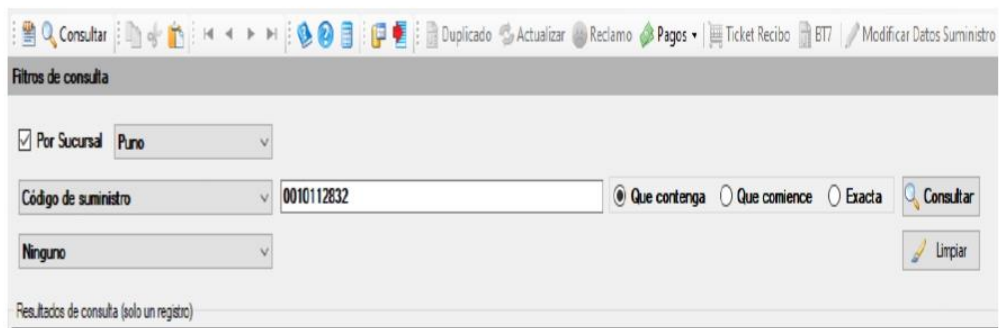 Consultar Duplicado Actualizar Reclamo Pagos Ticket Recibo BT7 Modificar Datos Suministro
Filtros de consulta
Por Sucursal Puno
Código de suministro 0010112832 Que contenga Que comience Exacta Consultar
Ninguno Limpiar
Resultados de consulta (solo un registro)